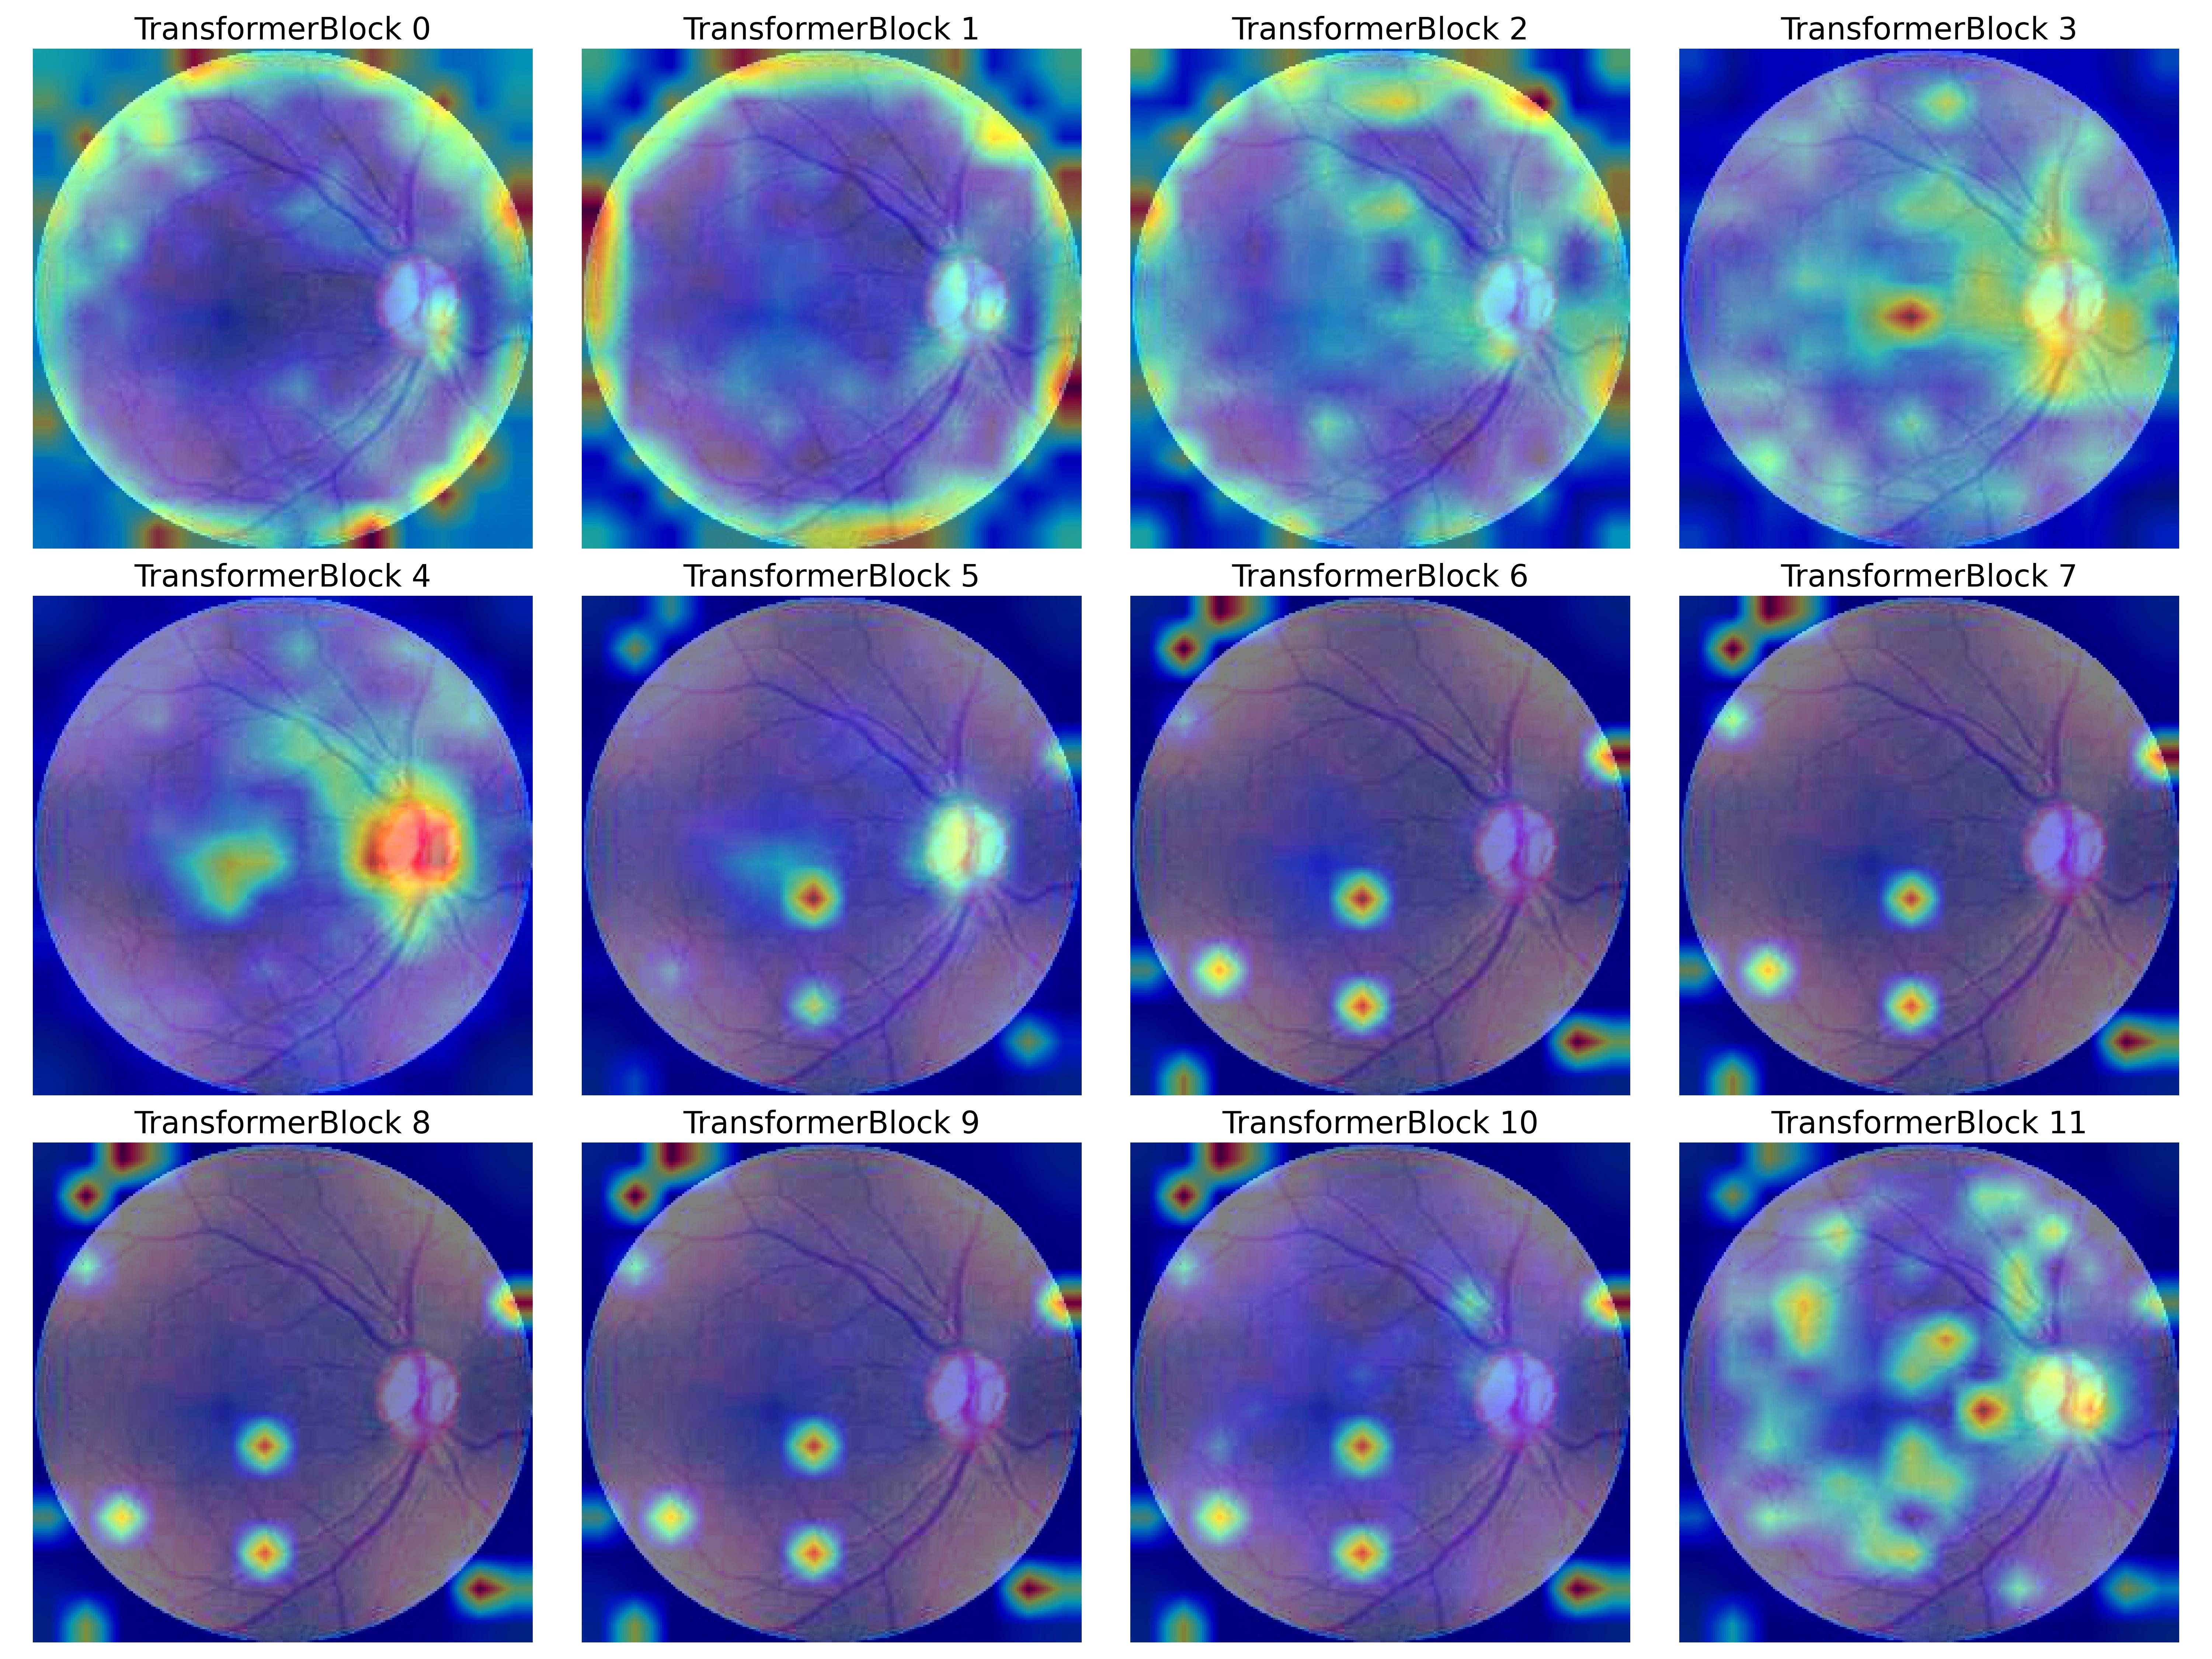 TransformerBlock 0
TransformerBlock 1
TransformerBlock 2
TransformerBlock 3
TransformerBlock 4
TransformerBlock 5
TransformerBlock 6
TransformerBlock 7
TransformerBlock 8
TransformerBlock 9
TransformerBlock 10
TransformerBlock 11